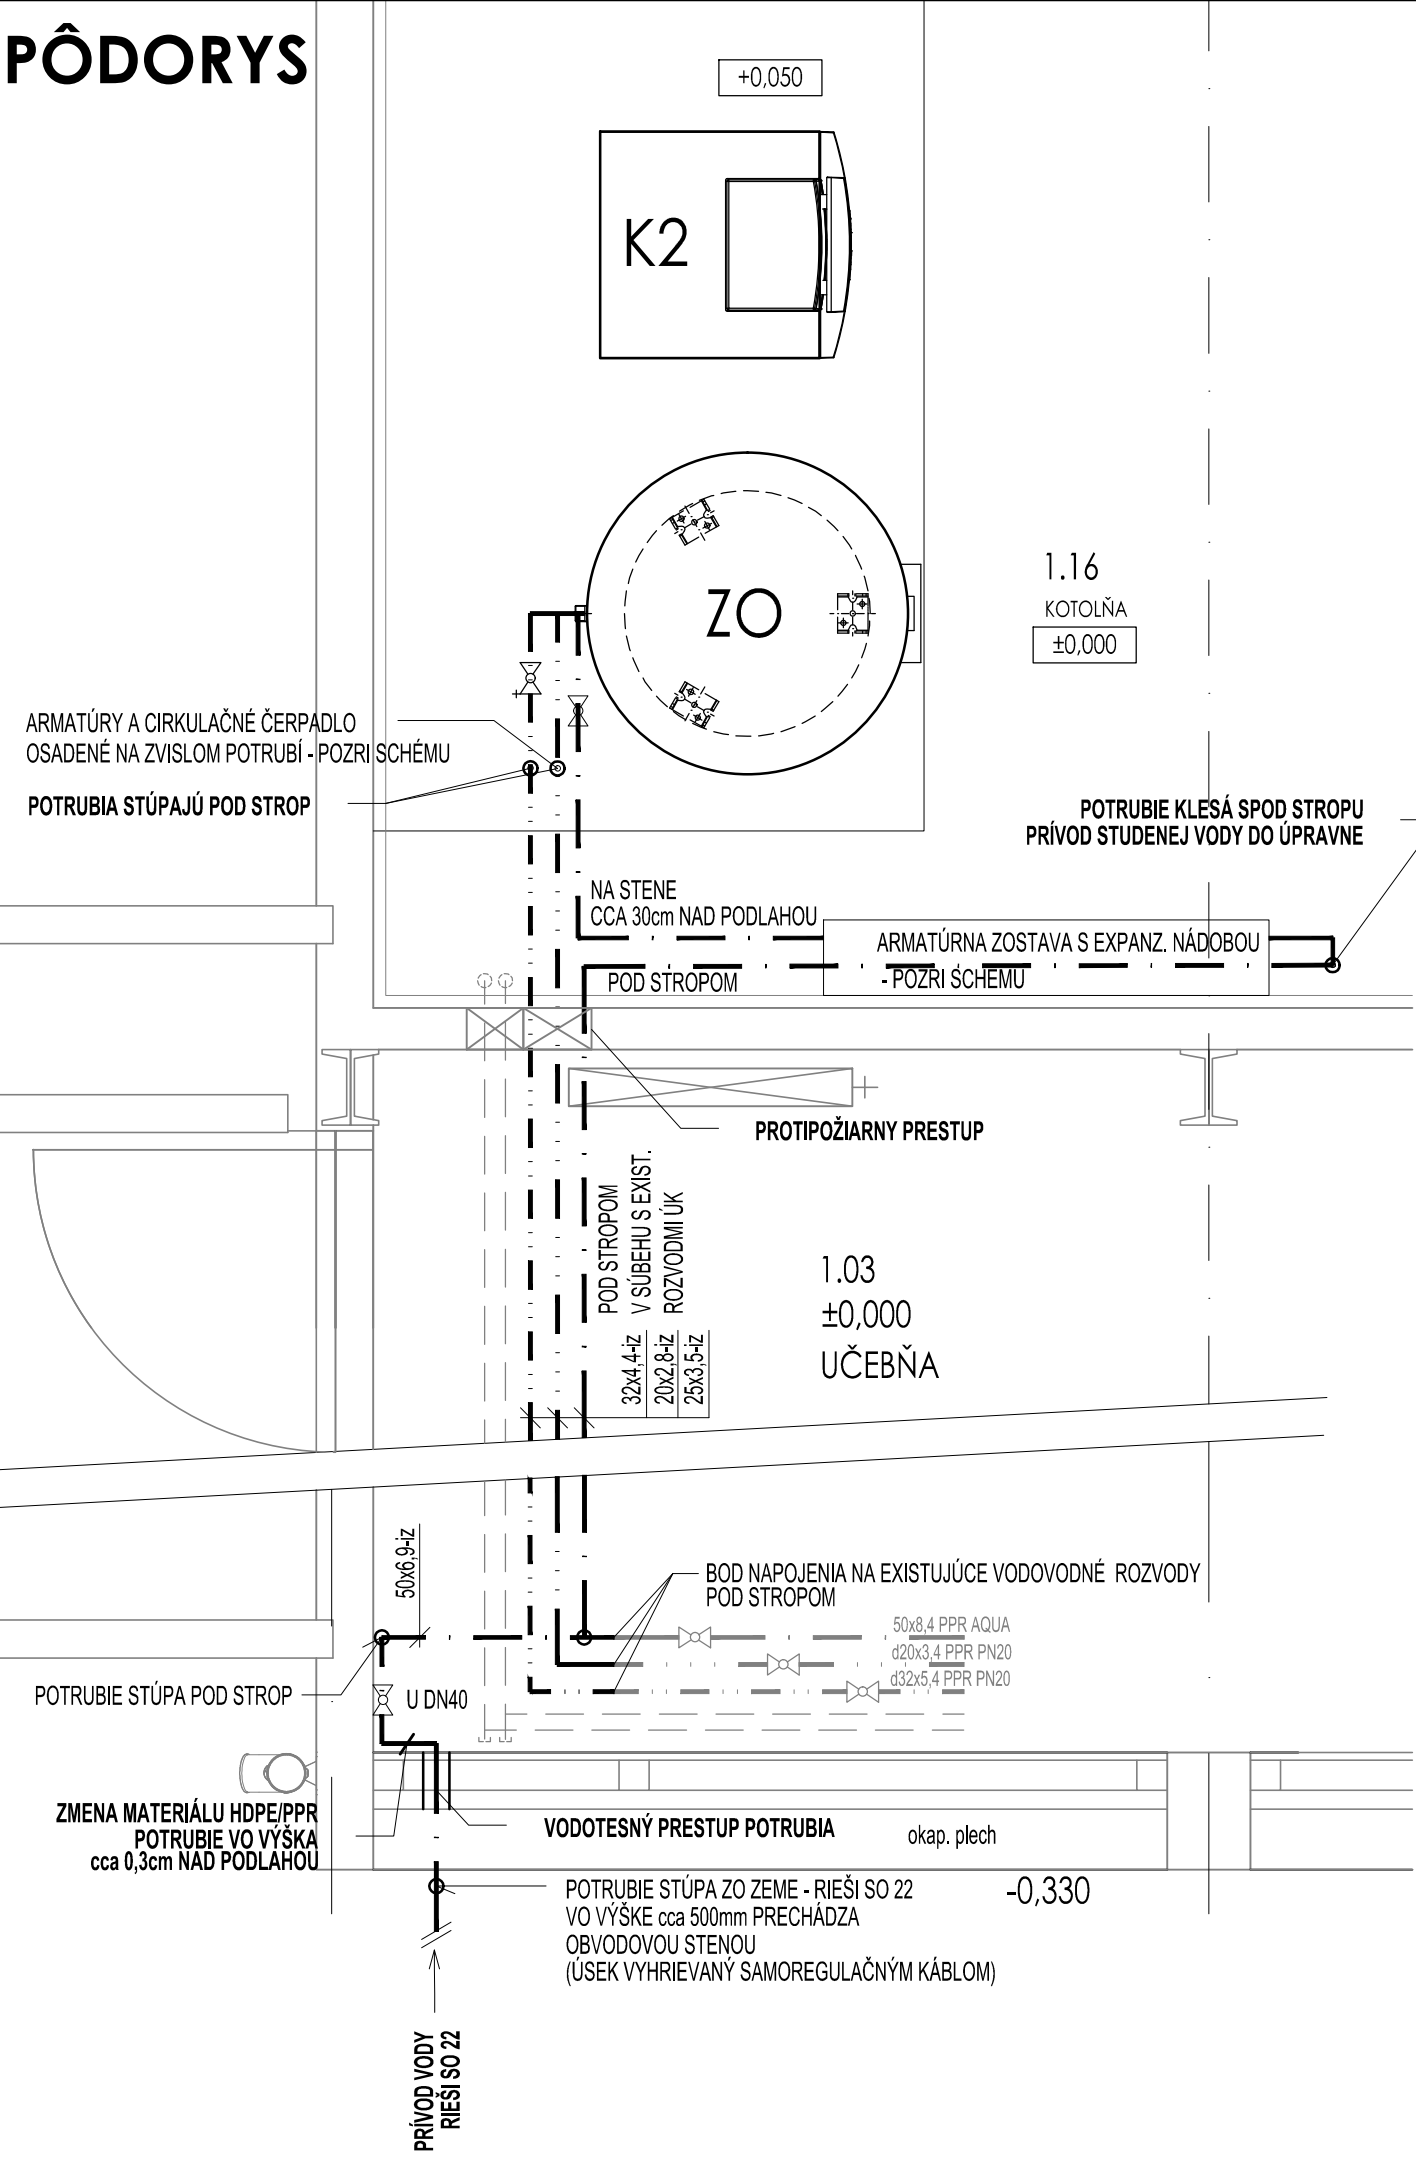 PÔDORYS
+0,050
K2
ZO
1.16
KOTOLŇA
±0,000
ARMATÚRY A CIRKULAČNÉ ČERPADLO
OSADENÉ NA ZVISLOM POTRUBÍ - POZRI SCHÉMU
POTRUBIA STÚPAJÚ POD STROP
POTRUBIE KLESÁ SPOD STROPU
PRÍVOD STUDENEJ VODY DO ÚPRAVNE
NA STENE
CCA 30cm NAD PODLAHOU
ARMATÚRNA ZOSTAVA S EXPANZ. NÁDOBOU
- POZRI SCHEMU
POD STROPOM
PROTIPOŽIARNY PRESTUP
POD STROPOM
V SÚBEHU S EXIST.
ROZVODMI ÚK
32x4,4-iz
20x2,8-iz
25x3,5-iz
1.03
±0,000
UČEBŇA
50x6,9-iz
BOD NAPOJENIA NA EXISTUJÚCE VODOVODNÉ ROZVODY
POD STROPOM
50x8,4 PPR AQUA
d20x3,4 PPR PN20
d32x5,4 PPR PN20
POTRUBIE STÚPA POD STROP
U DN40
ZMENA MATERIÁLU HDPE/PPR
POTRUBIE VO VÝŠKA
cca 0,3cm NAD PODLAHOU
VODOTESNÝ PRESTUP POTRUBIA
okap. plech
-0,330
POTRUBIE STÚPA ZO ZEME - RIEŠI SO 22
VO VÝŠKE cca 500mm PRECHÁDZA
OBVODOVOU STENOU
(ÚSEK VYHRIEVANÝ SAMOREGULAČNÝM KÁBLOM)
PRÍVOD VODY
RIEŠI SO 22